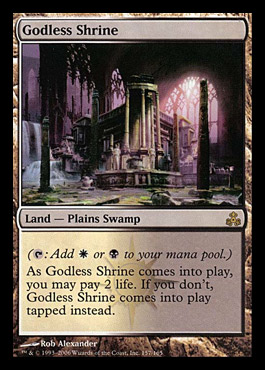 Godless Shrine
Land — Plains Swamp
(: Add or to your mana pool.)
As Godless Shrine comes into play,
you may pay 2 life. If you don't,
Godless Shrine comes into play
tapped instead.
Rob Alexander
™ & © 1993–2006 Wizards of the Coast, Inc. 157/165